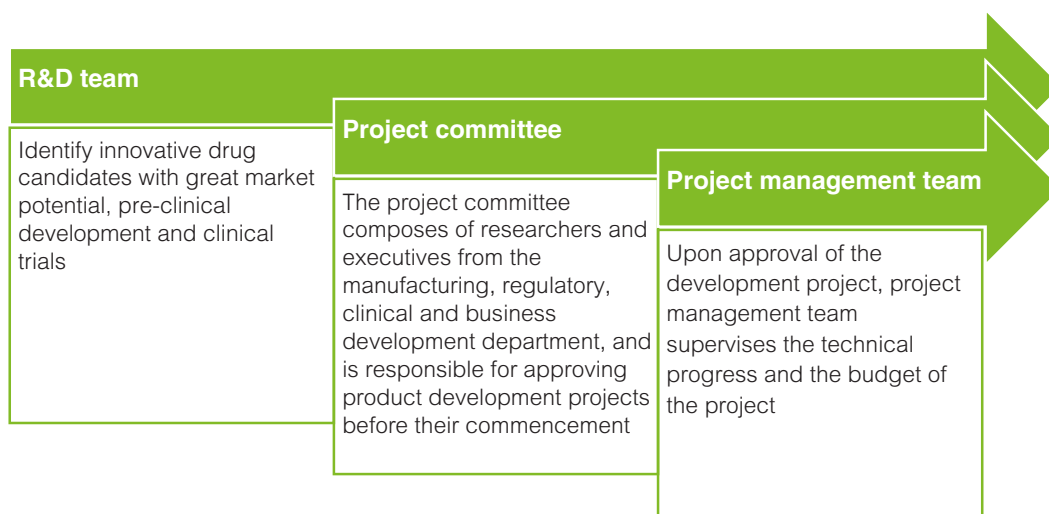 R&D team
Identify innovative drug
candidates with great market
potential, pre-clinical
development and clinical
trials
Project committee
The project committee
composes of researchers and
executives from the
manufacturing, regulatory,
clinical and business
development department, and
is responsible for approving
product development projects
before their commencement
Project management team
Upon approval of the
development project, project
management team
supervises the technical
progress and the budget of
the project